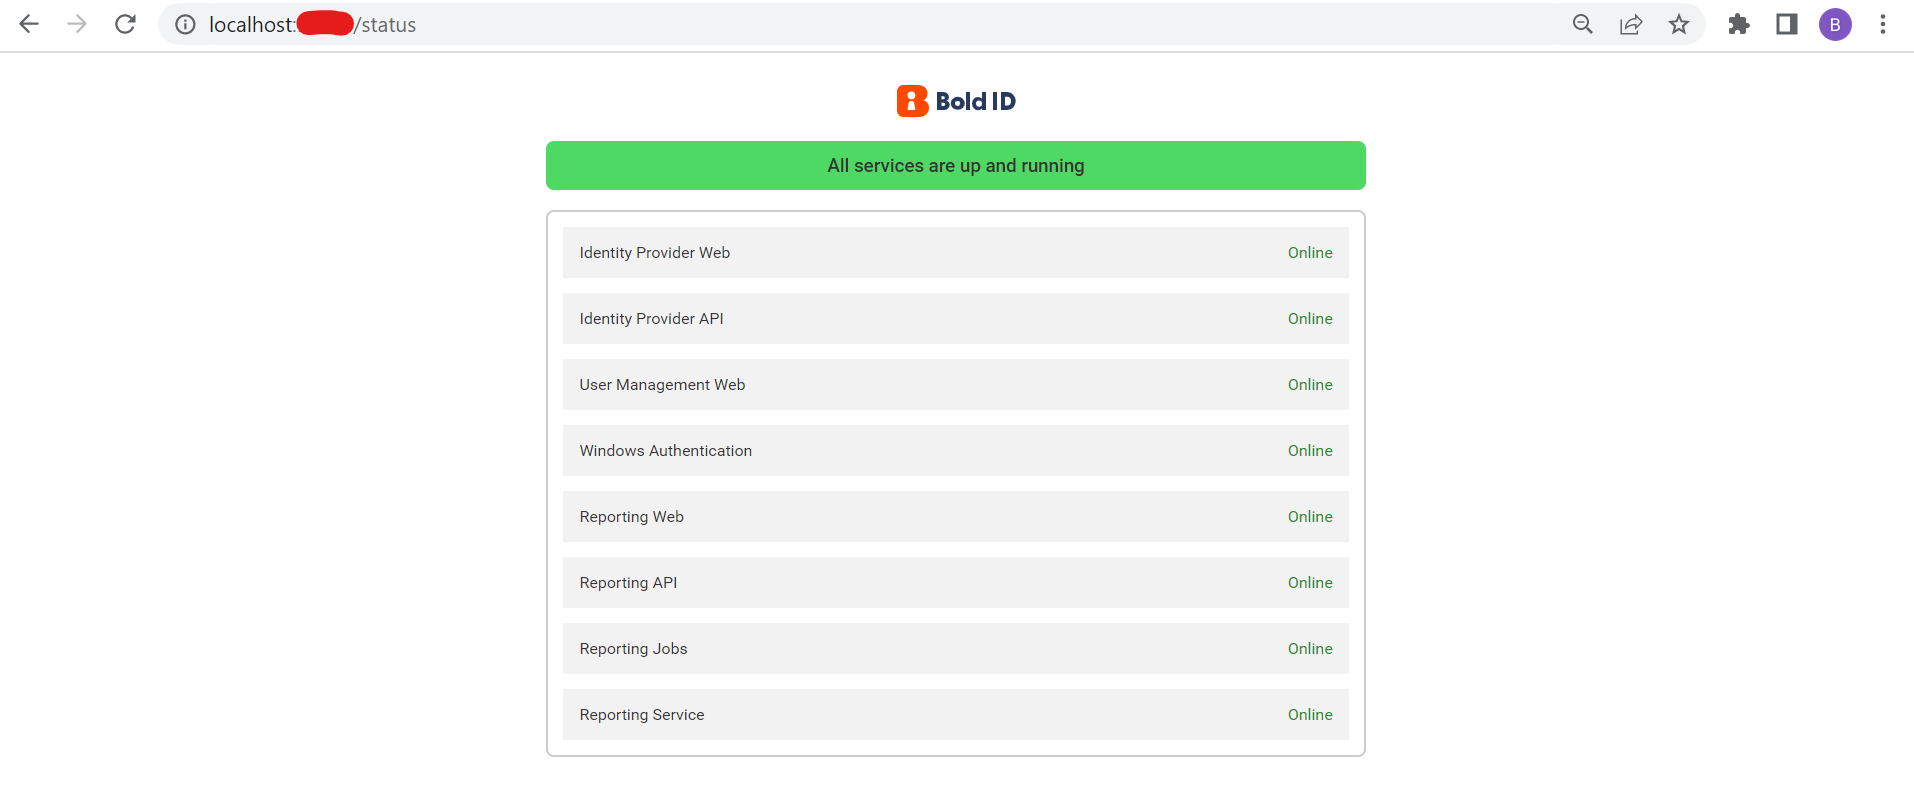 localhost: /status
B
Bold ID
All services are up and running
Identity Provider Web Online
Identity Provider API Online
User Management Web Online
Windows Authentication Online
Reporting Web Online
Reporting API Online
Reporting Jobs Online
Reporting Service Online